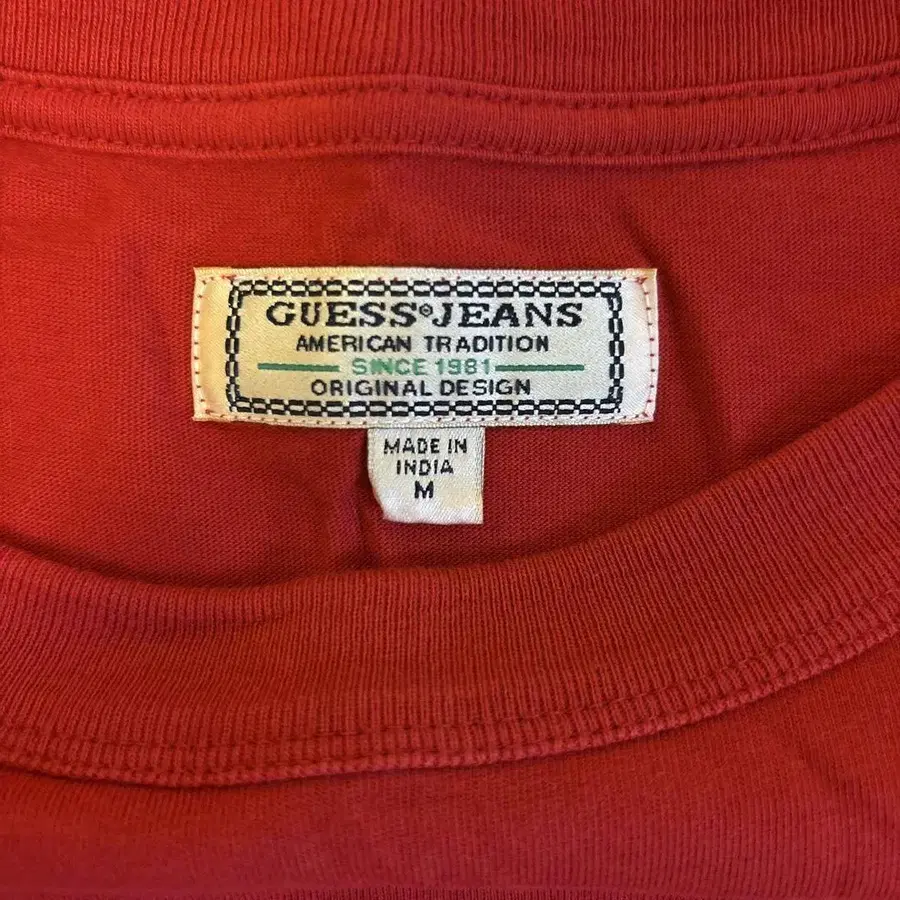 GUESS® JEANS
AMERICAN TRADITION
SINCE 1981
ORIGINAL DESIGN
MADE IN
INDIA
M